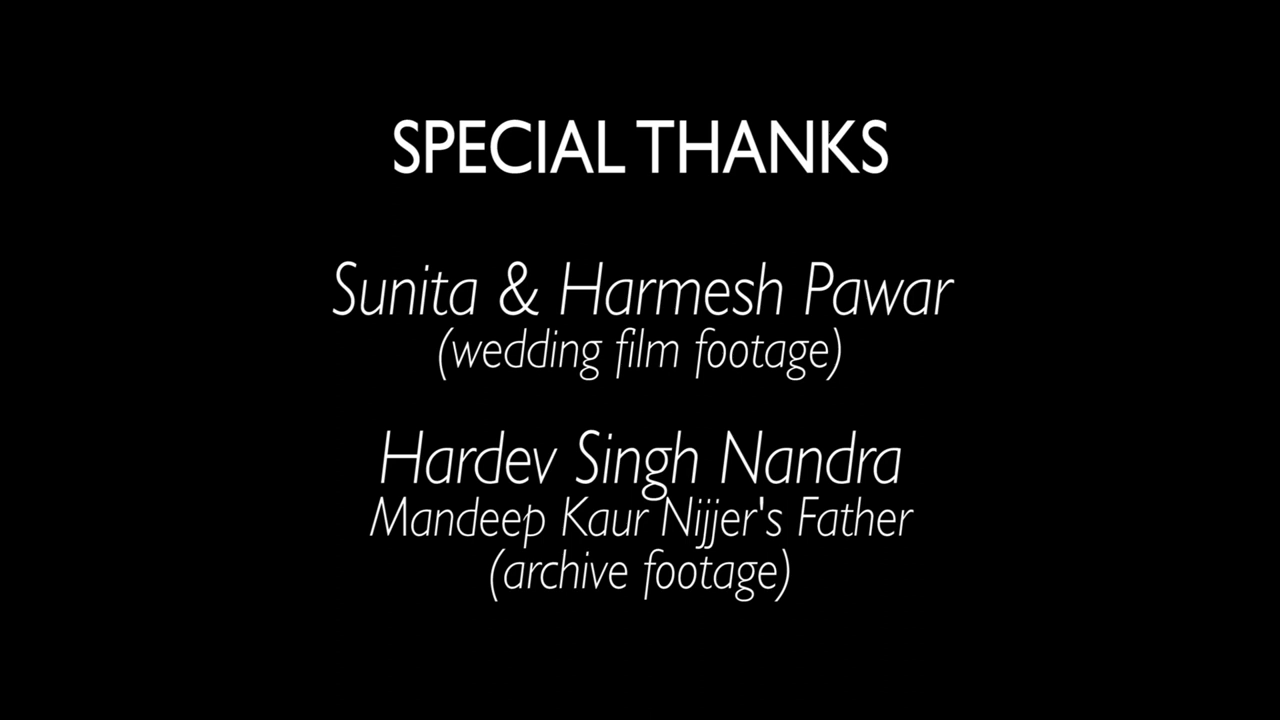 SPECIAL THANKS
Sunita & Harmesh Pawar
(wedding film footage)
Hardev Singh Nandra
Mandeep Kaur Nijjer's Father
(archive footage)